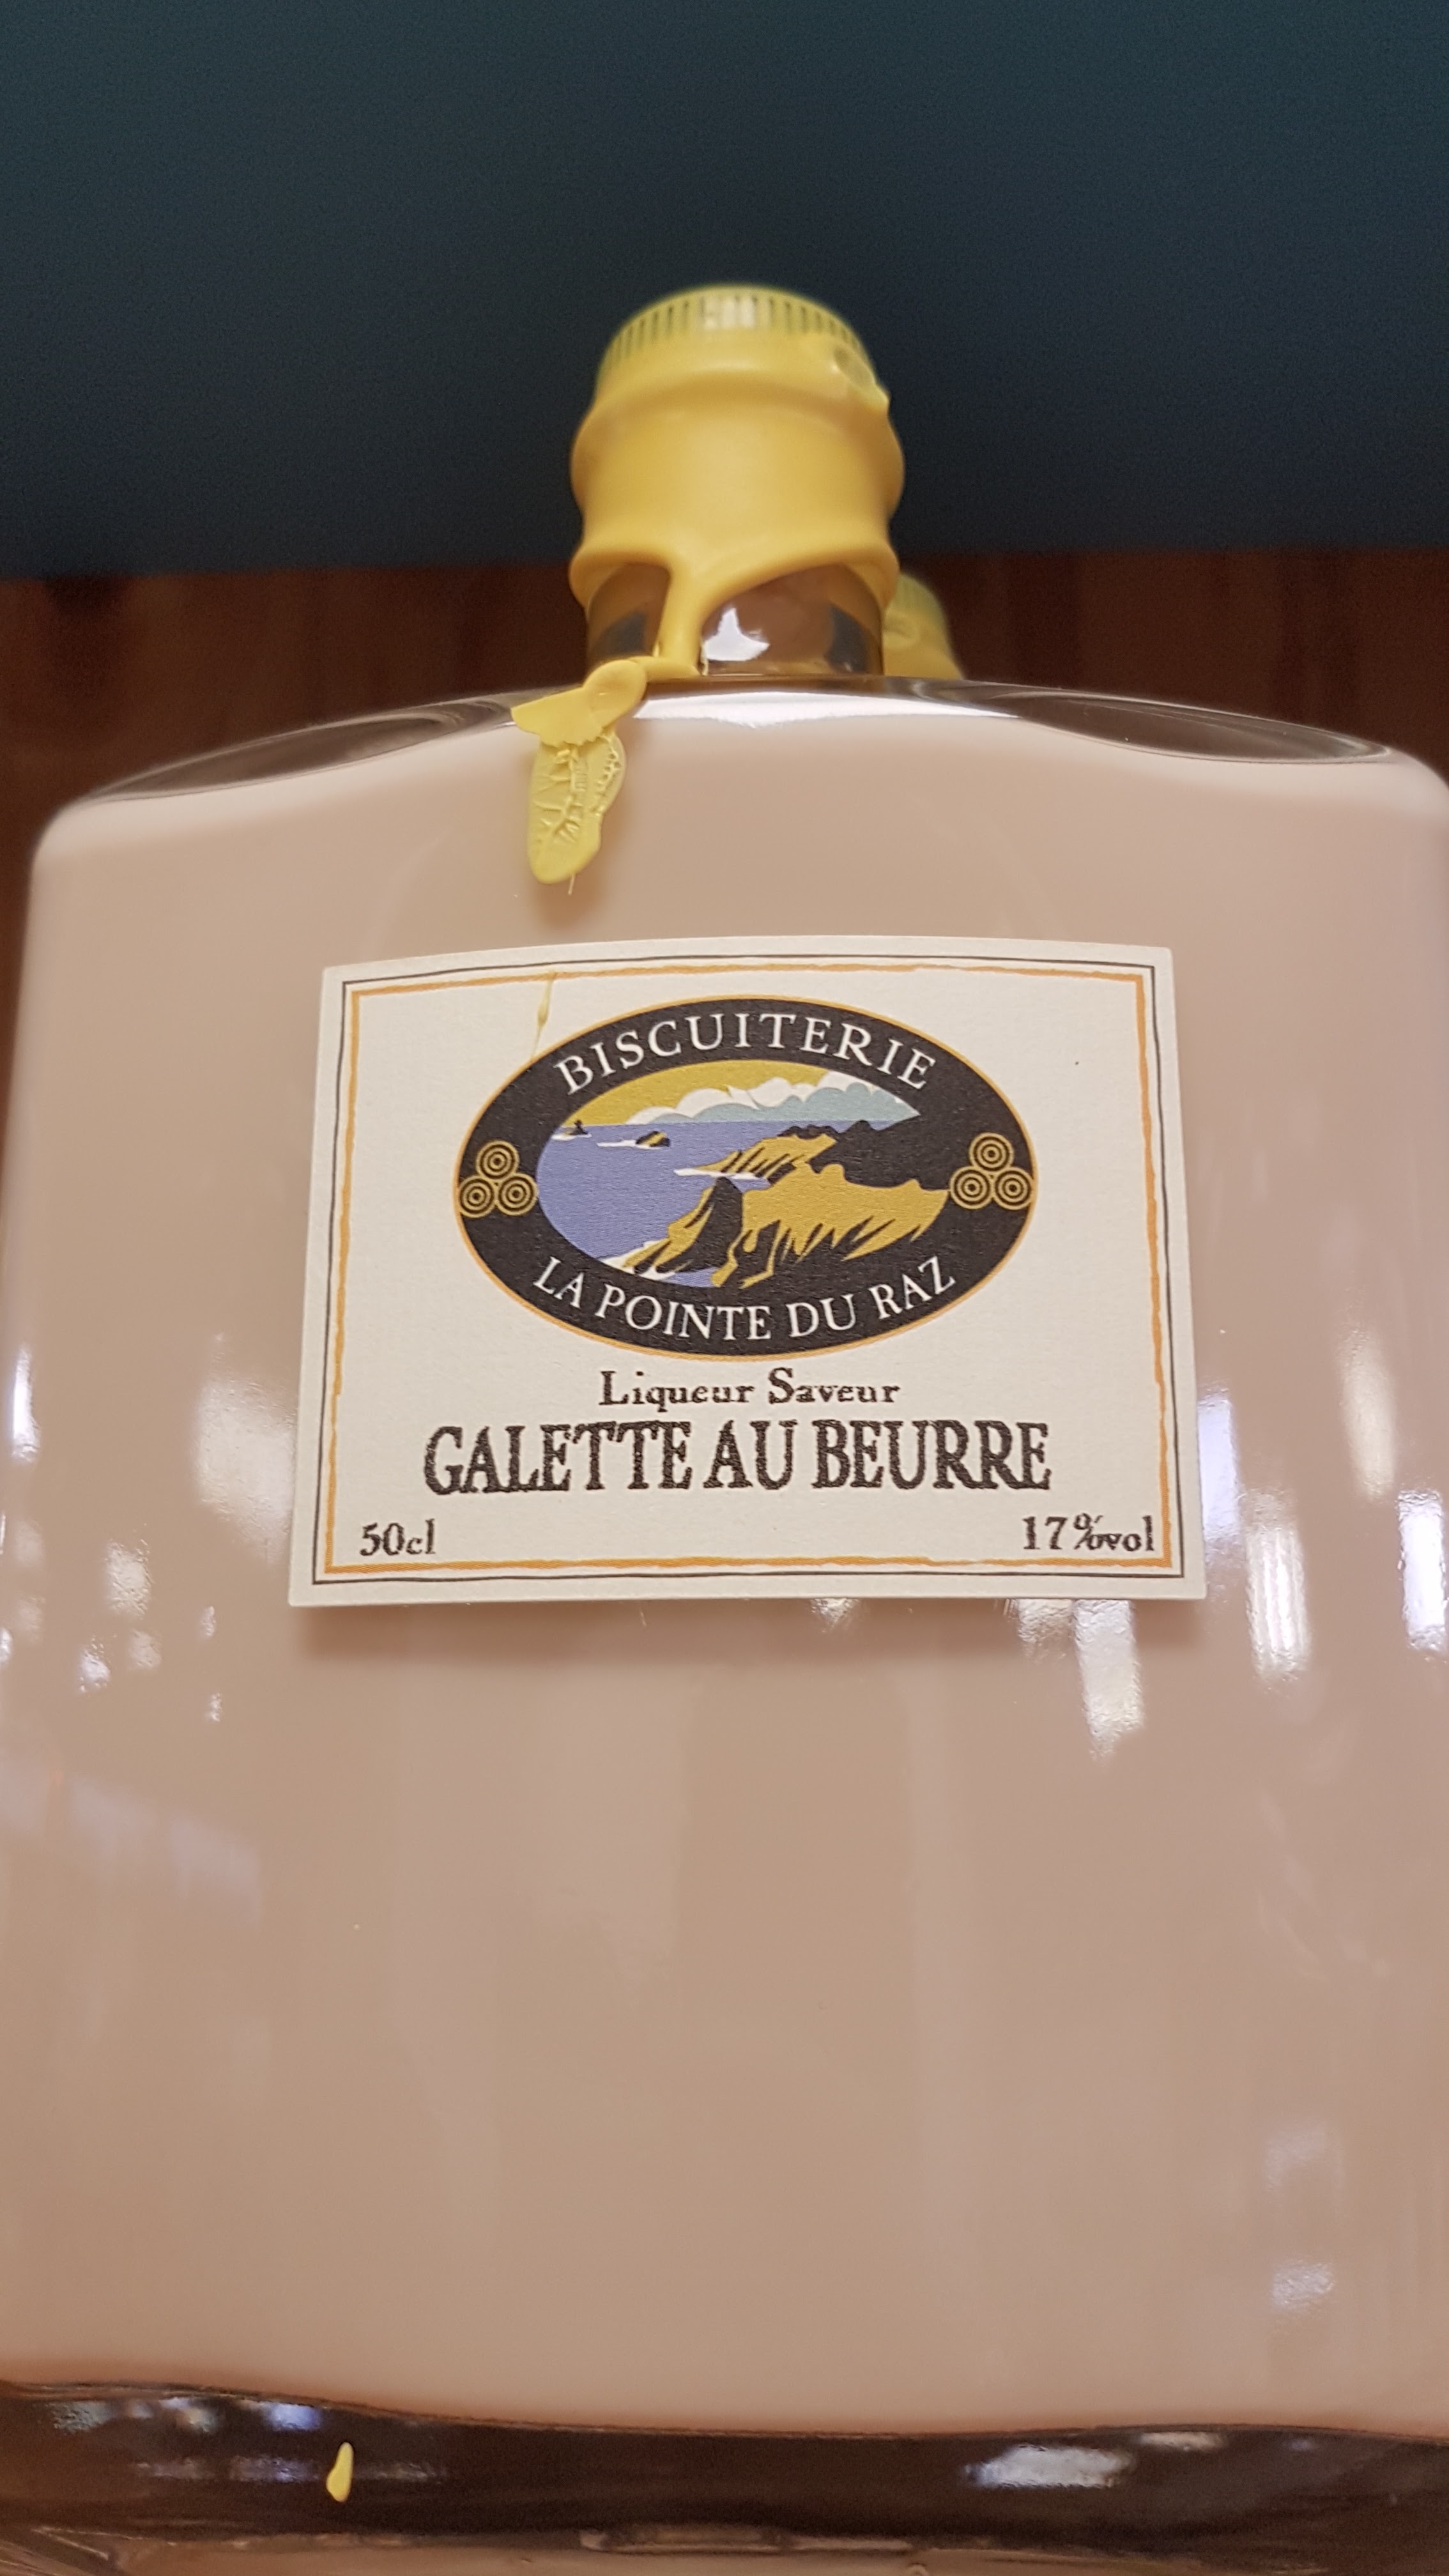 BISCUITERIE
LA POINTE DU RAZ
Liqueur Saveur
GALETTE AU BEURRE
50cl 17%vol